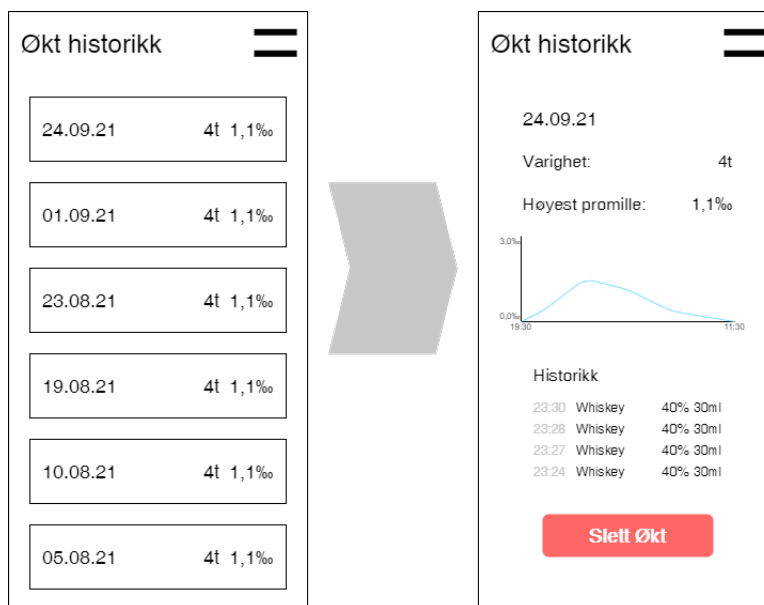 Økt historikk
24.09.21 4t 1,1‰
01.09.21 4t 1,1‰
23.08.21 4t 1,1‰
19.08.21 4t 1,1‰
10.08.21 4t 1,1‰
05.08.21 4t 1,1‰
Økt historikk
24.09.21
Varighet: 4t
Høyest promille: 1,1‰
3,0‰
0,0‰
19:30 11:30
Historikk
23:30 Whiskey 40% 30ml
23:28 Whiskey 40% 30ml
23:27 Whiskey 40% 30ml
23:24 Whiskey 40% 30ml
Slett Økt